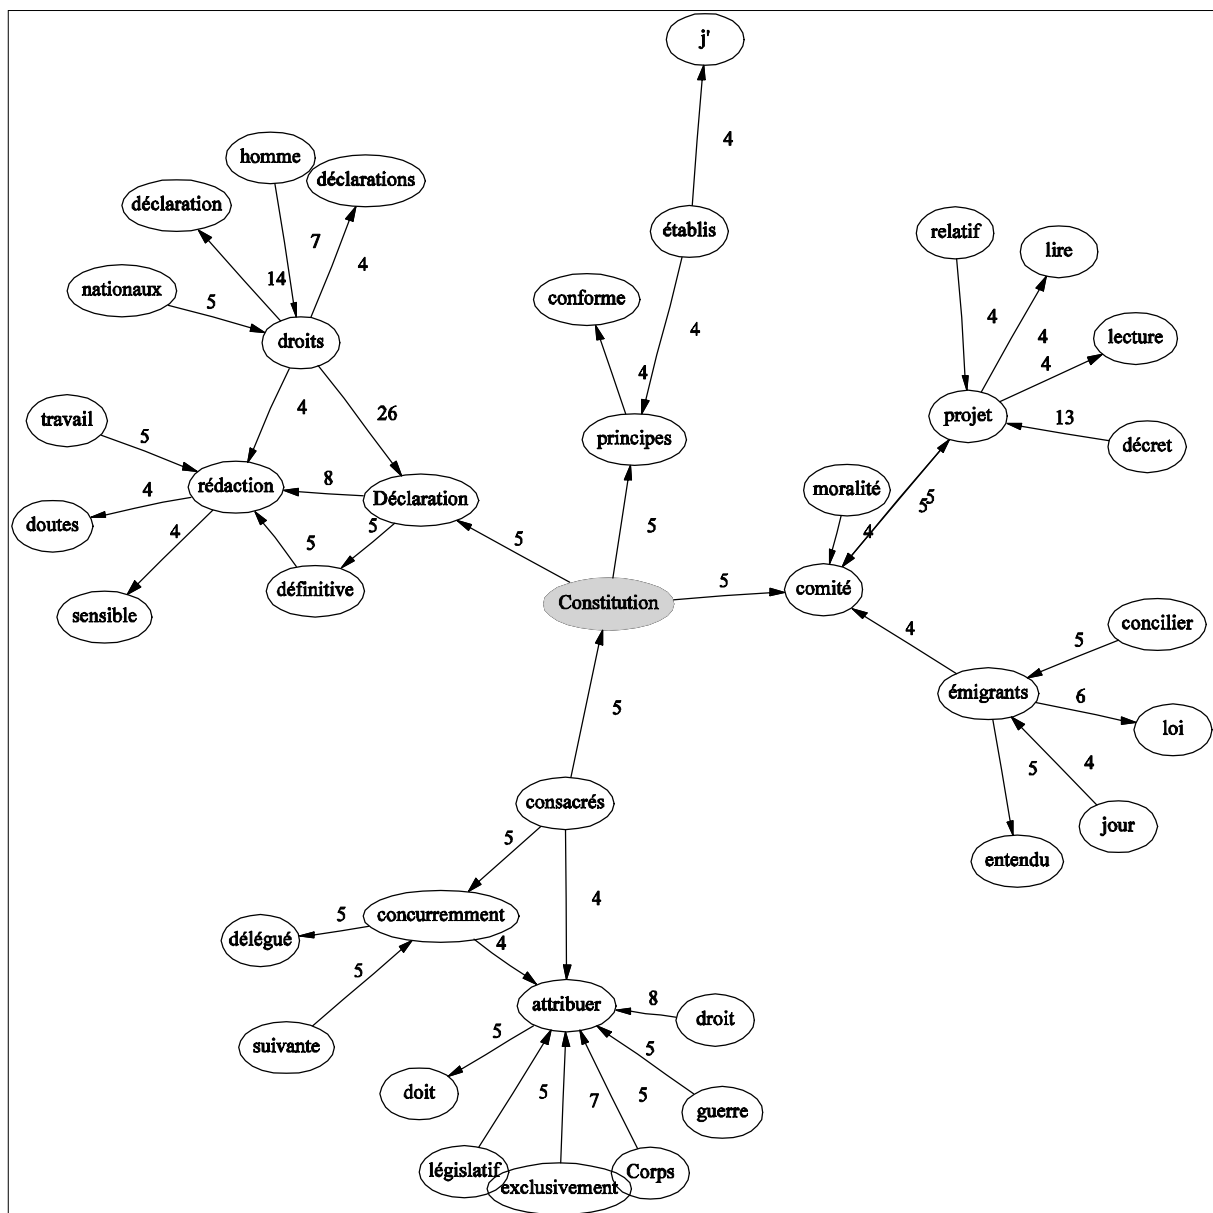 j'
4
homme
déclarations
déclaration
7
4
14
nationaux
5
droits
établis
relatif
lire
conforme
4
4
4
lecture
4
4
principes
projet
13
décret
4
26
travail
5
rédaction
8
Déclaration
4
doutes
4
5
5
sensible
définitive
5
5
moralité
5
5
4
Constitution
5
comité
4
concilier
5
émigrants
6
loi
5
4
jour
entendu
5
consacrés
5
4
concurremment
5
délégué
4
5
suivante
attribuer
8
droit
5
doit
5
guerre
5
7
5
législatif
exclusivement
Corps